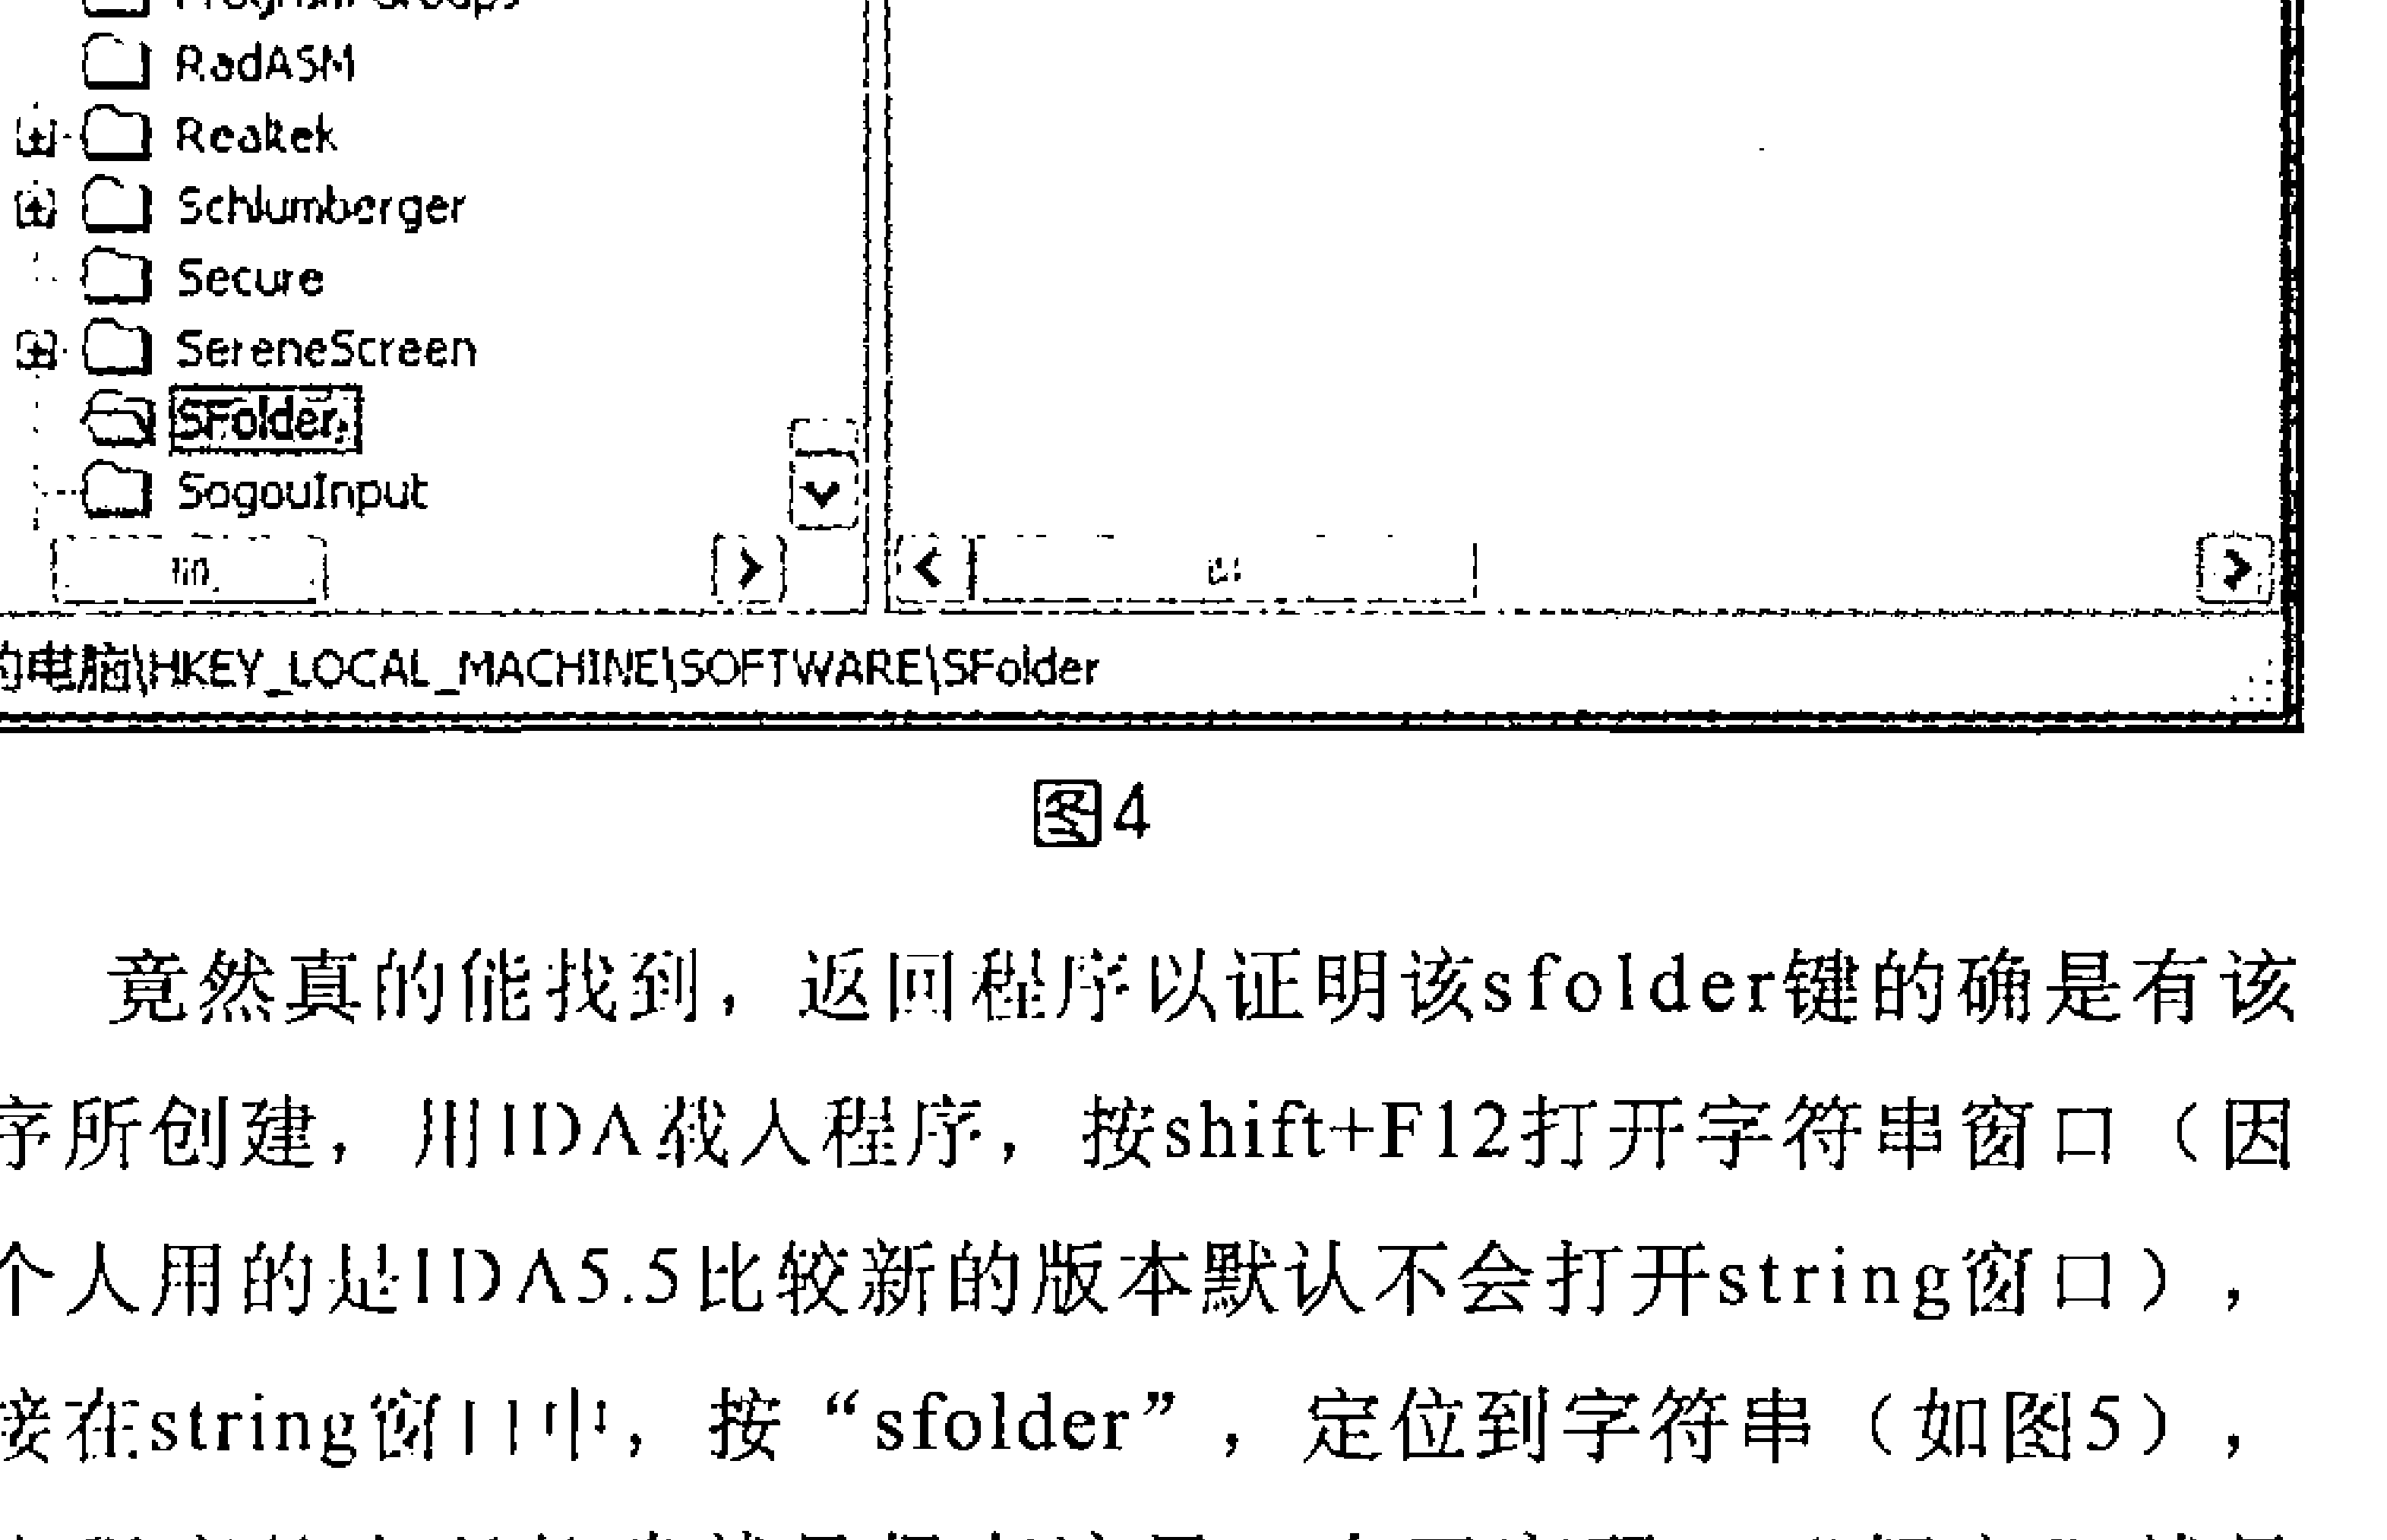 Program Groups
RadASM
Realtek
Schlumberger
Secure
SereneScreen
SFolder
SogouInput
的电脑\HKEY_LOCAL_MACHINE\SOFTWARE\SFolder
图4
竟然真的能找到，返回程序以证明该sfolder键的确是有该
序所创建，用IDA载入程序，按shift+F12打开字符串窗口（因
个人用的是IDA5.5比较新的版本默认不会打开string窗口），
接在string窗口中，按“sfolder”，定位到字符串（如图5），